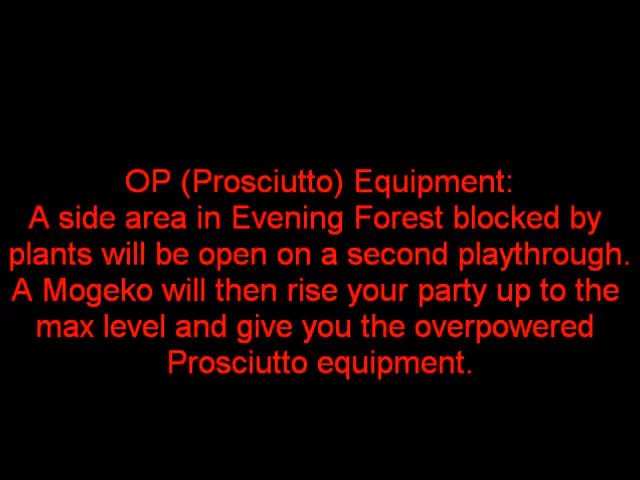 OP (Prosciutto) Equipment:
A side area in Evening Forest blocked by
plants will be open on a second playthrough.
A Mogeko will then rise your party up to the
max level and give you the overpowered
Prosciutto equipment.